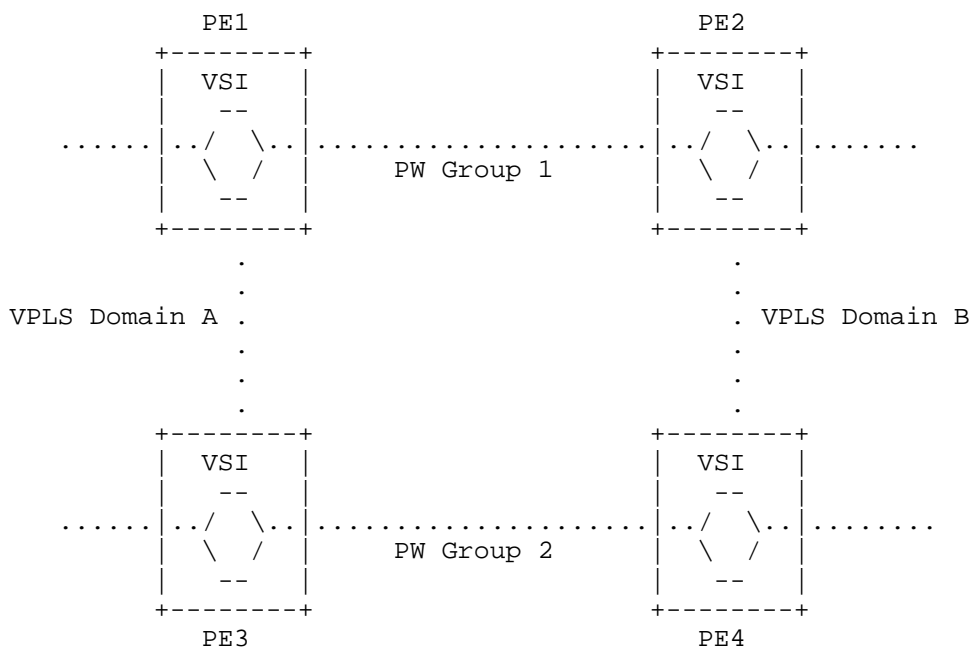 PE1 PE2
VSI VSI
PW Group 1
VPLS Domain A VPLS Domain B
VSI VSI
PW Group 2
PE3 PE4